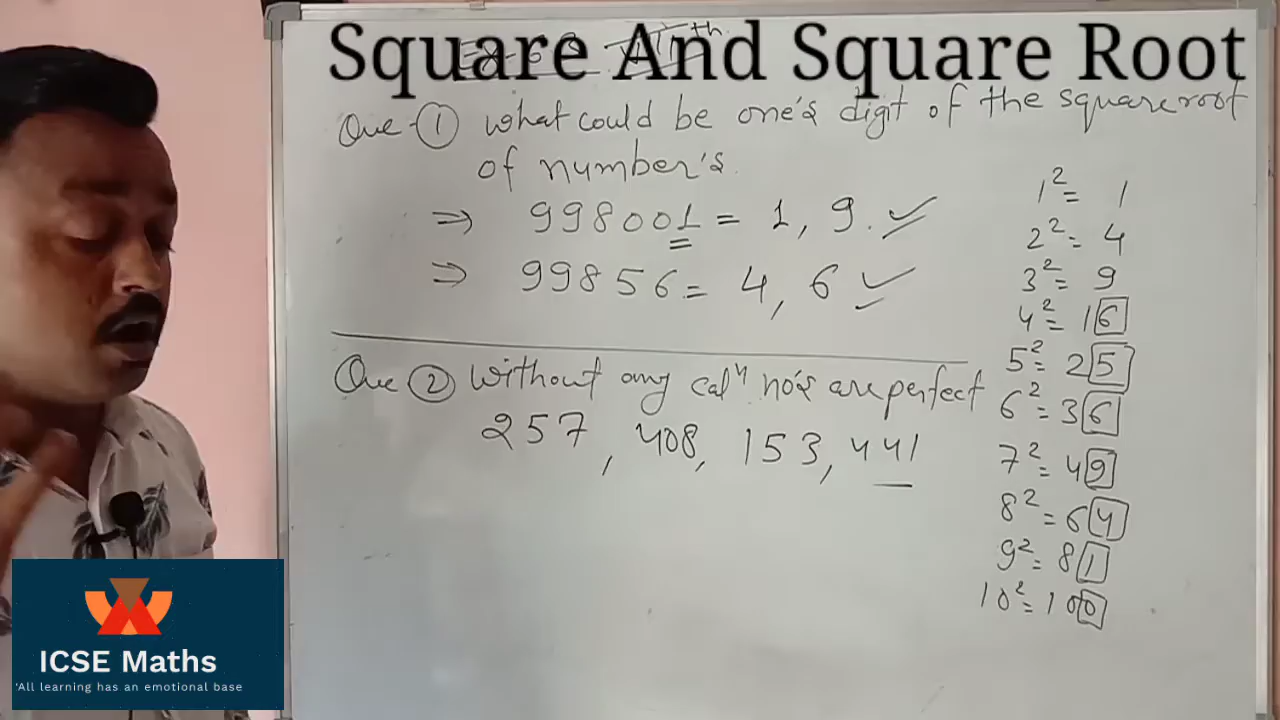 Square And Square Root
Que-① What could be one's digit of the square root
of number's.
⇒ 998001 = 1, 9. ✓
⇒ 99856 = 4, 6 ✓
Que ② Without any calⁿ no's are perfect
257, 408, 153, 441
1² = 1
2² = 4
3² = 9
4² = 16
5² = 25
6² = 36
7² = 49
8² = 64
9² = 81
10² = 100
ICSE Maths
'All learning has an emotional base